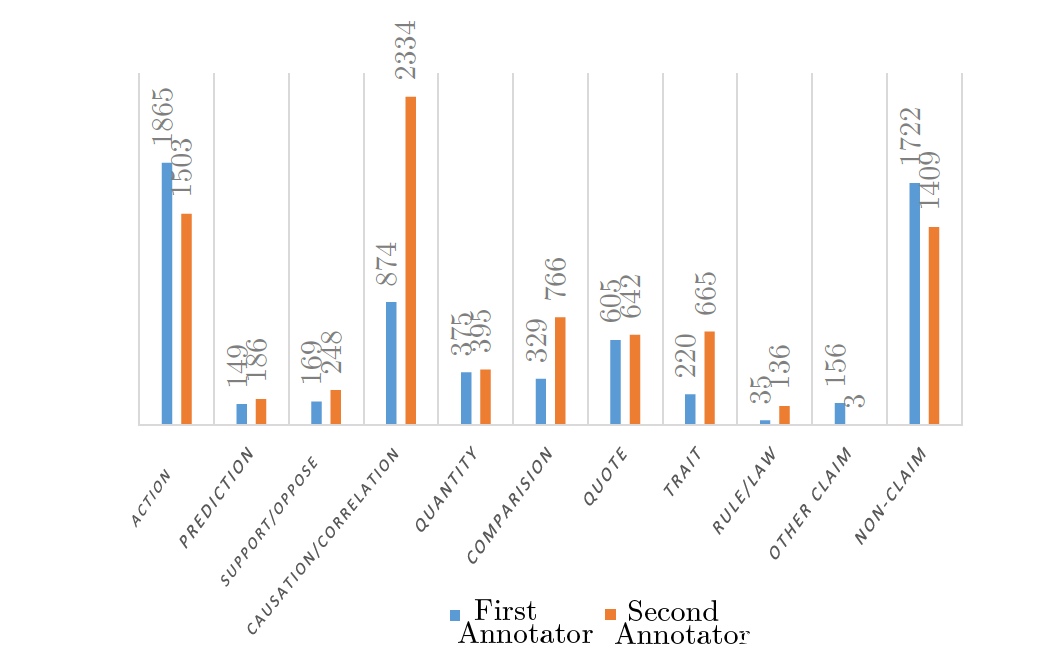 1865
1503
149
186
169
248
874
2334
375
395
329
766
605
642
220
665
35
136
156
3
1722
1409
ACTION
PREDICTION
SUPPORT/OPPOSE
CAUSATION/CORRELATION
QUANTITY
COMPARISION
QUOTE
TRAIT
RULE/LAW
OTHER CLAIM
NON-CLAIM
First
Annotator
Second
Annotator